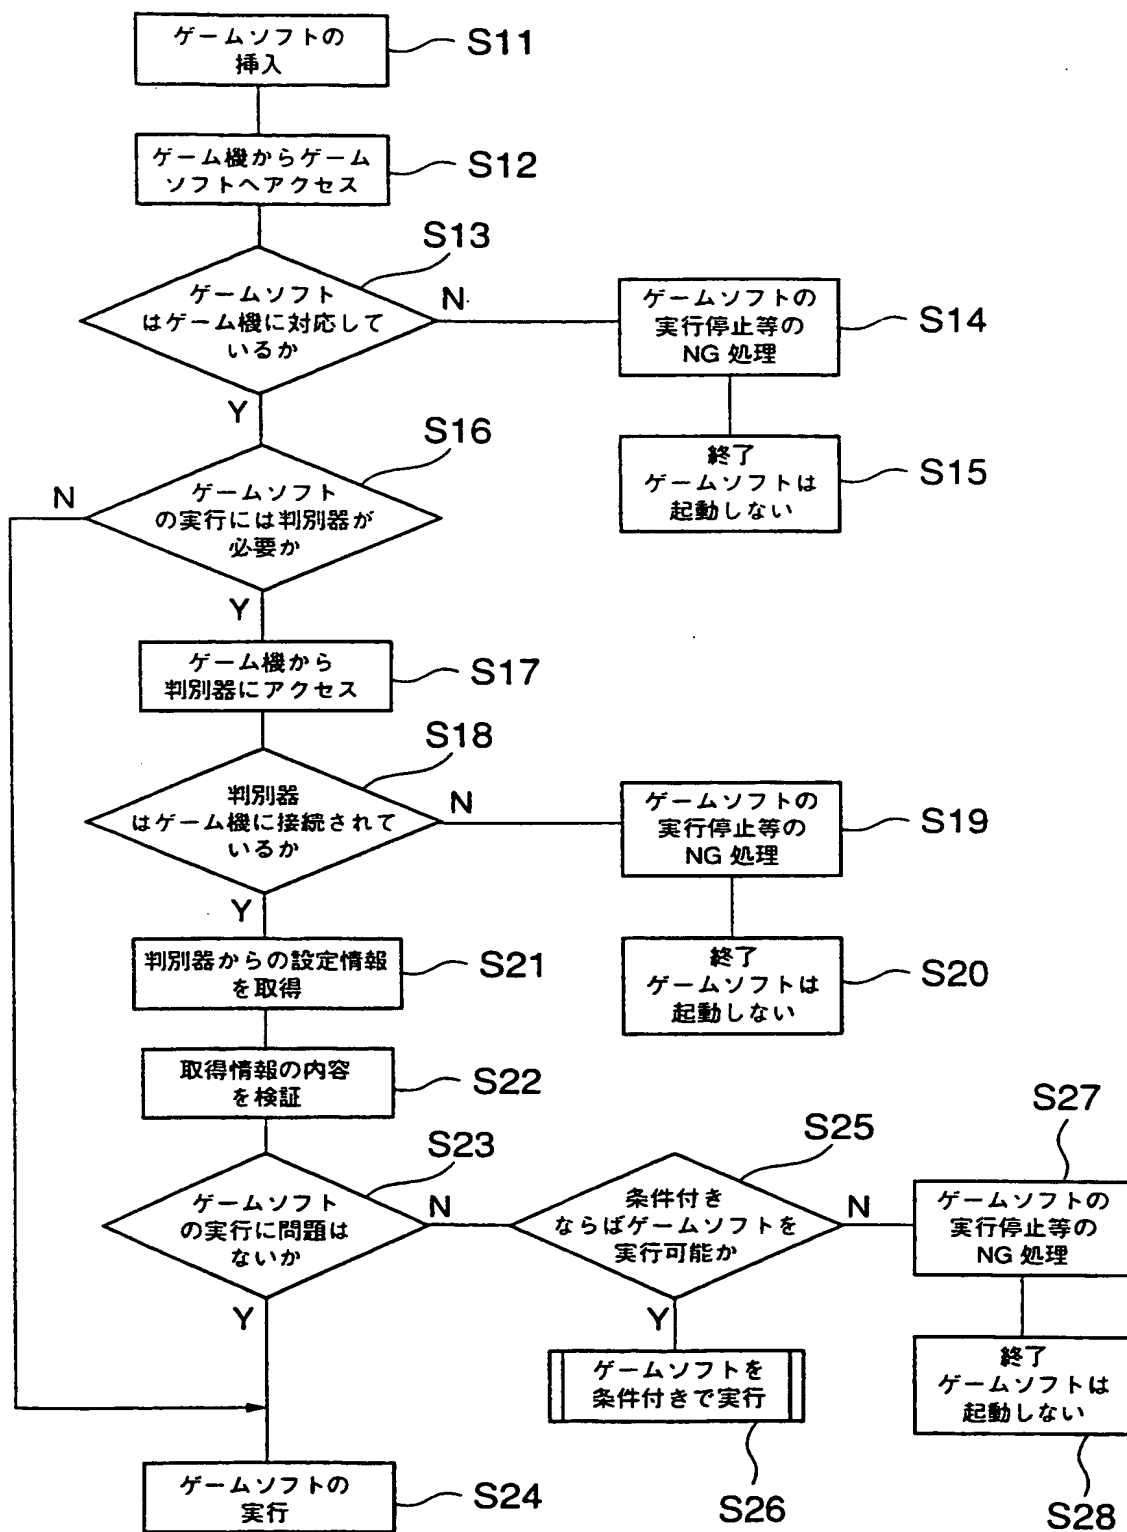 ゲームソフトの
挿入
S11
ゲーム機からゲーム
ソフトへアクセス
S12
S13
ゲームソフト
はゲーム機に対応して
いるか
N
ゲームソフトの
実行停止等の
NG 処理
S14
Y
終了
ゲームソフトは
起動しない
S15
S16
N
ゲームソフト
の実行には判別器が
必要か
Y
ゲーム機から
判別器にアクセス
S17
S18
判別器
はゲーム機に接続されて
いるか
N
ゲームソフトの
実行停止等の
NG 処理
S19
Y
終了
ゲームソフトは
起動しない
S20
判別器からの設定情報
を取得
S21
取得情報の内容
を検証
S22
S23
ゲームソフト
の実行に問題は
ないか
N
S25
条件付き
ならばゲームソフトを
実行可能か
N
S27
ゲームソフトの
実行停止等の
NG 処理
Y
Y
ゲームソフトを
条件付きで実行
S26
終了
ゲームソフトは
起動しない
S28
ゲームソフトの
実行
S24